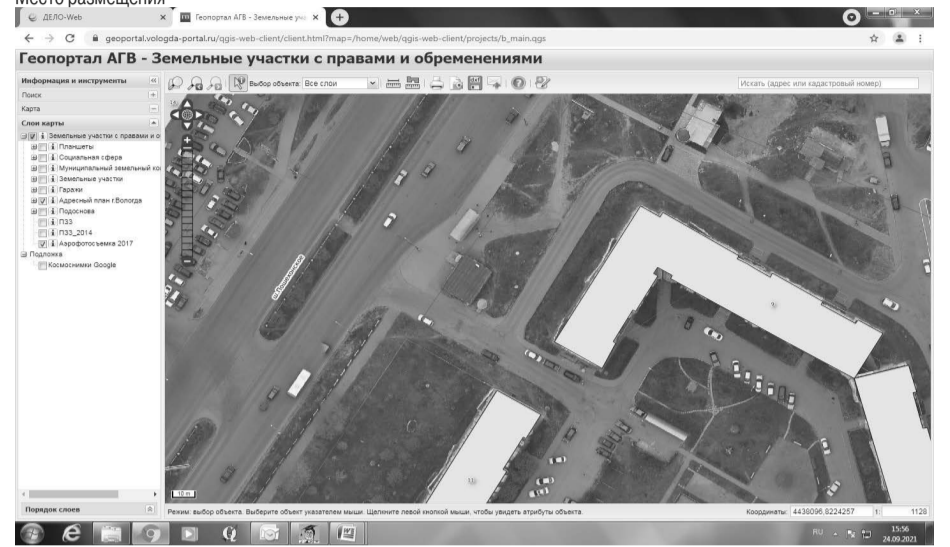 Место размещения
ДЕЛО-Web
Геопортал АГВ - Земельные уча
geoportal.vologda-portal.ru/qgis-web-client/client.html?map=/home/web/qgis-web-client/projects/b_main.qgs
Геопортал АГВ - Земельные участки с правами и обременениями
Информация и инструменты
Выбор объекта: Все слои
Искать (адрес или кадастровый номер)
Поиск
Карта
Слои карты
Земельные участки с правами и о
Планшеты
Социальная сфера
Муниципальный земельный ко
Земельные участки
Гаражи
Адресный план г.Вологда
Подоснова
ПЗЗ
ПЗЗ_2014
Аэрофотосъемка 2017
Подложка
Космоснимки Google
ш.Пошехонское
10 m
Порядок слоев
Режим: выбор объекта. Выберите объект указателем мыши. Щелкните левой кнопкой мыши, чтобы увидеть атрибуты объекта.
Координаты: 4438096,8224257
1: 1128
RU
15:56
24.09.2021